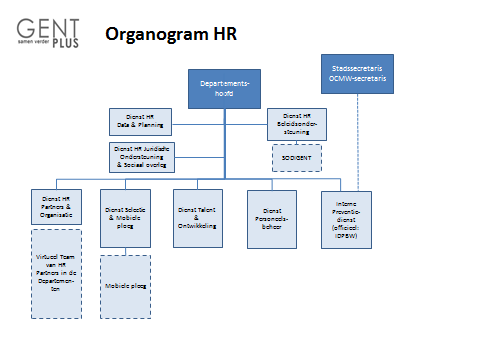 GENT
samen verder PLUS
Organogram HR
Stadssecretaris
OCMW-secretaris
Departements-
hoofd
Dienst HR
Data & Planning
Dienst HR
Beleidsonder-
steuning
Dienst HR Juridische
Ondersteuning
& Sociaal overleg
SODIGENT
Dienst HR
Partners &
Organisatie
Dienst Selectie
& Mobiele
ploeg
Dienst Talent
&
Ontwikkeling
Dienst
Personeels-
beheer
Interne
Preventie-
dienst
(officieel:
IDPBW)
Virtueel Team
van HR
Partners in de
Departemen-
ten
Mobiele ploeg